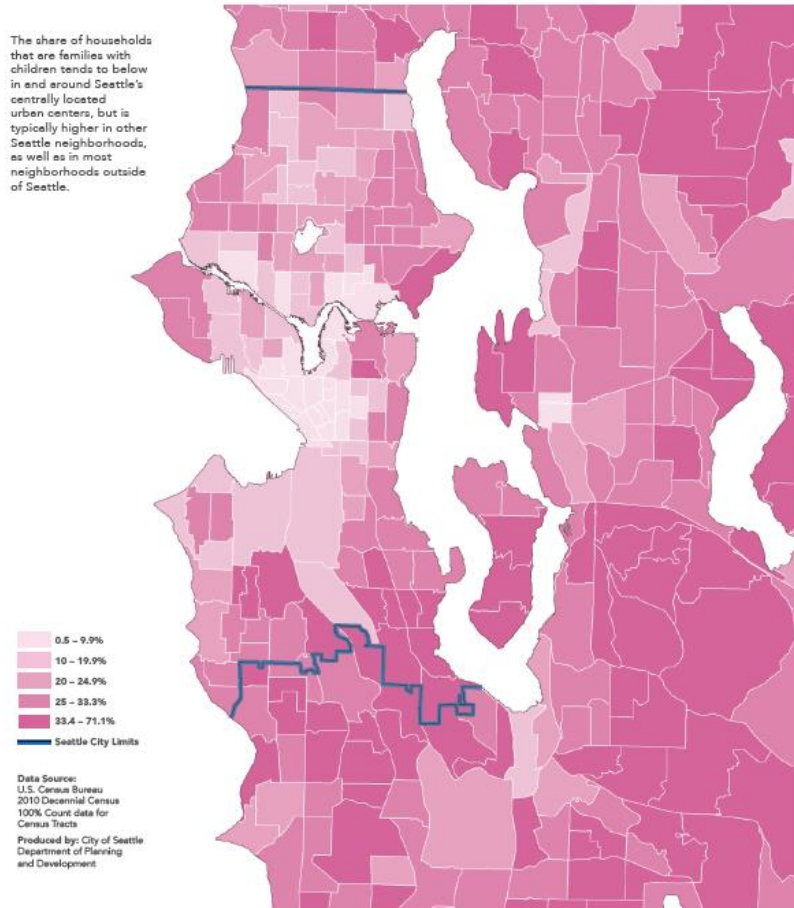 The share of households
that are families with
children tends to below
in and around Seattle's
centrally located
urban centers, but is
typically higher in other
Seattle neighborhoods,
as well as in most
neighborhoods outside
of Seattle.
0.5 – 9.9%
10 – 19.9%
20 – 24.9%
25 – 33.3%
33.4 – 71.1%
Seattle City Limits
Data Source:
U.S. Census Bureau
2010 Decennial Census
100% Count data for
Census Tracts
Produced by: City of Seattle
Department of Planning
and Development